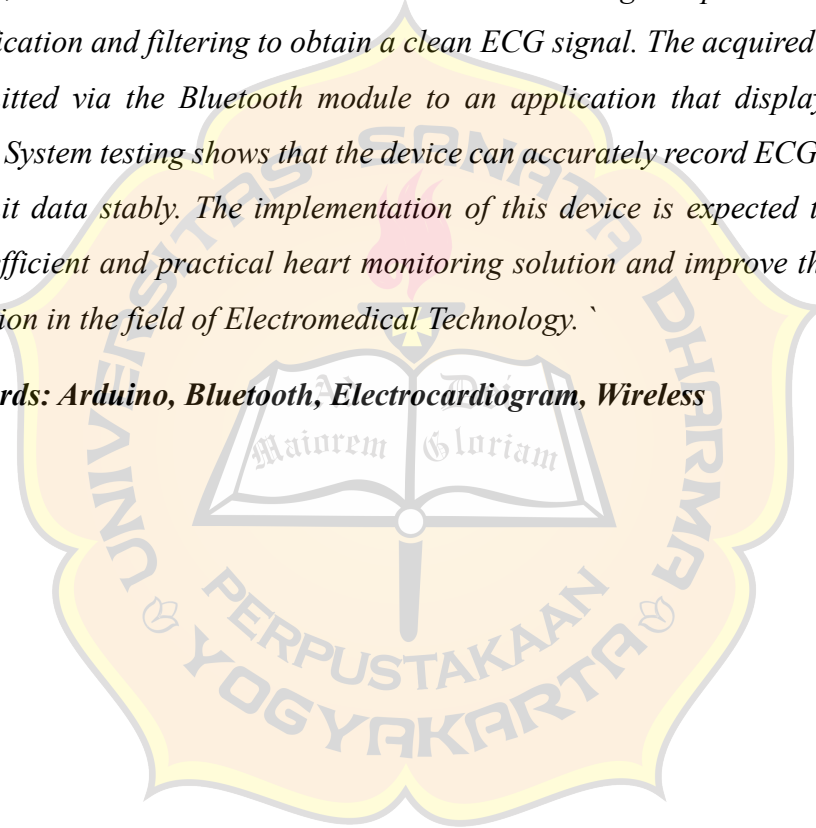 ication and filtering to obtain a clean ECG signal. The acquired
itted via the Bluetooth module to an application that display
System testing shows that the device can accurately record ECG
it data stably. The implementation of this device is expected t
fficient and practical heart monitoring solution and improve th
ion in the field of Electromedical Technology. `
rds: Arduino, Bluetooth, Electrocardiogram, Wireless
UNIVERSITAS SANATA DHARMA
Ad Dei
Maiorem Gloriam
PERPUSTAKAAN
YOGYAKARTA